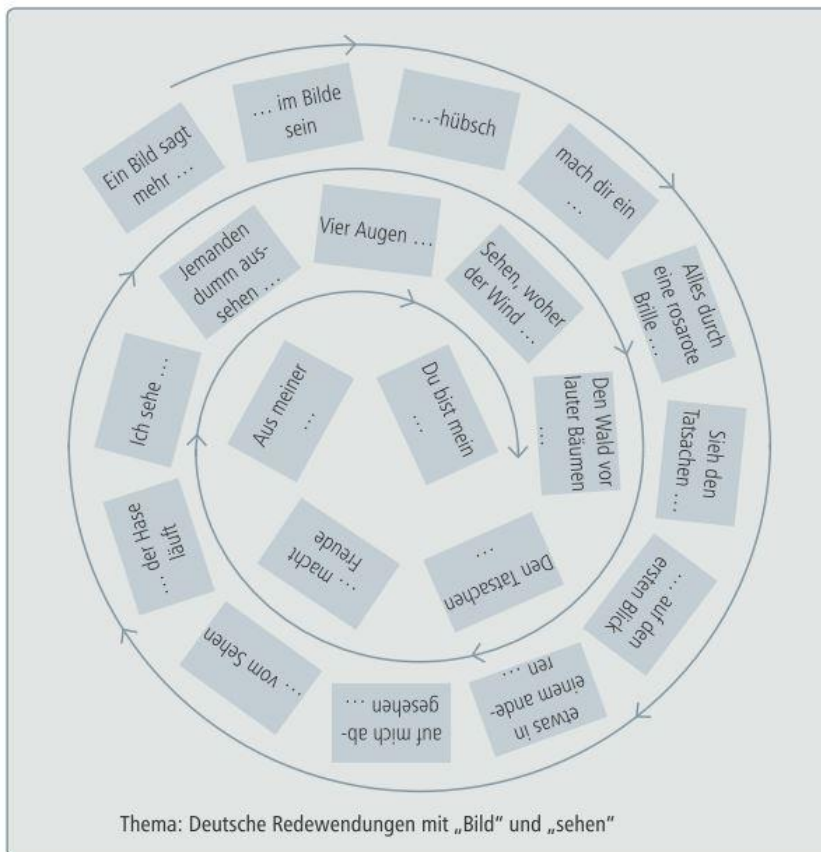 Ein Bild sagt
mehr …
… im Bilde
sein
…-hübsch
mach dir ein
…
Alles durch
eine rosarote
Brille …
Sieh den
Tatsachen …
… auf den
ersten Blick
etwas in
einem ande-
ren …
auf mich ab-
gesehen …
… vom Sehen
… der Hase
läuft
Ich sehe …
Jemanden
dumm aus-
sehen …
Vier Augen …
Sehen, woher
der Wind …
Den Wald vor
lauter Bäumen
…
Den Tatsachen
…
… macht
Freude
Aus meiner
…
Du bist mein
…
Thema: Deutsche Redewendungen mit „Bild“ und „sehen“